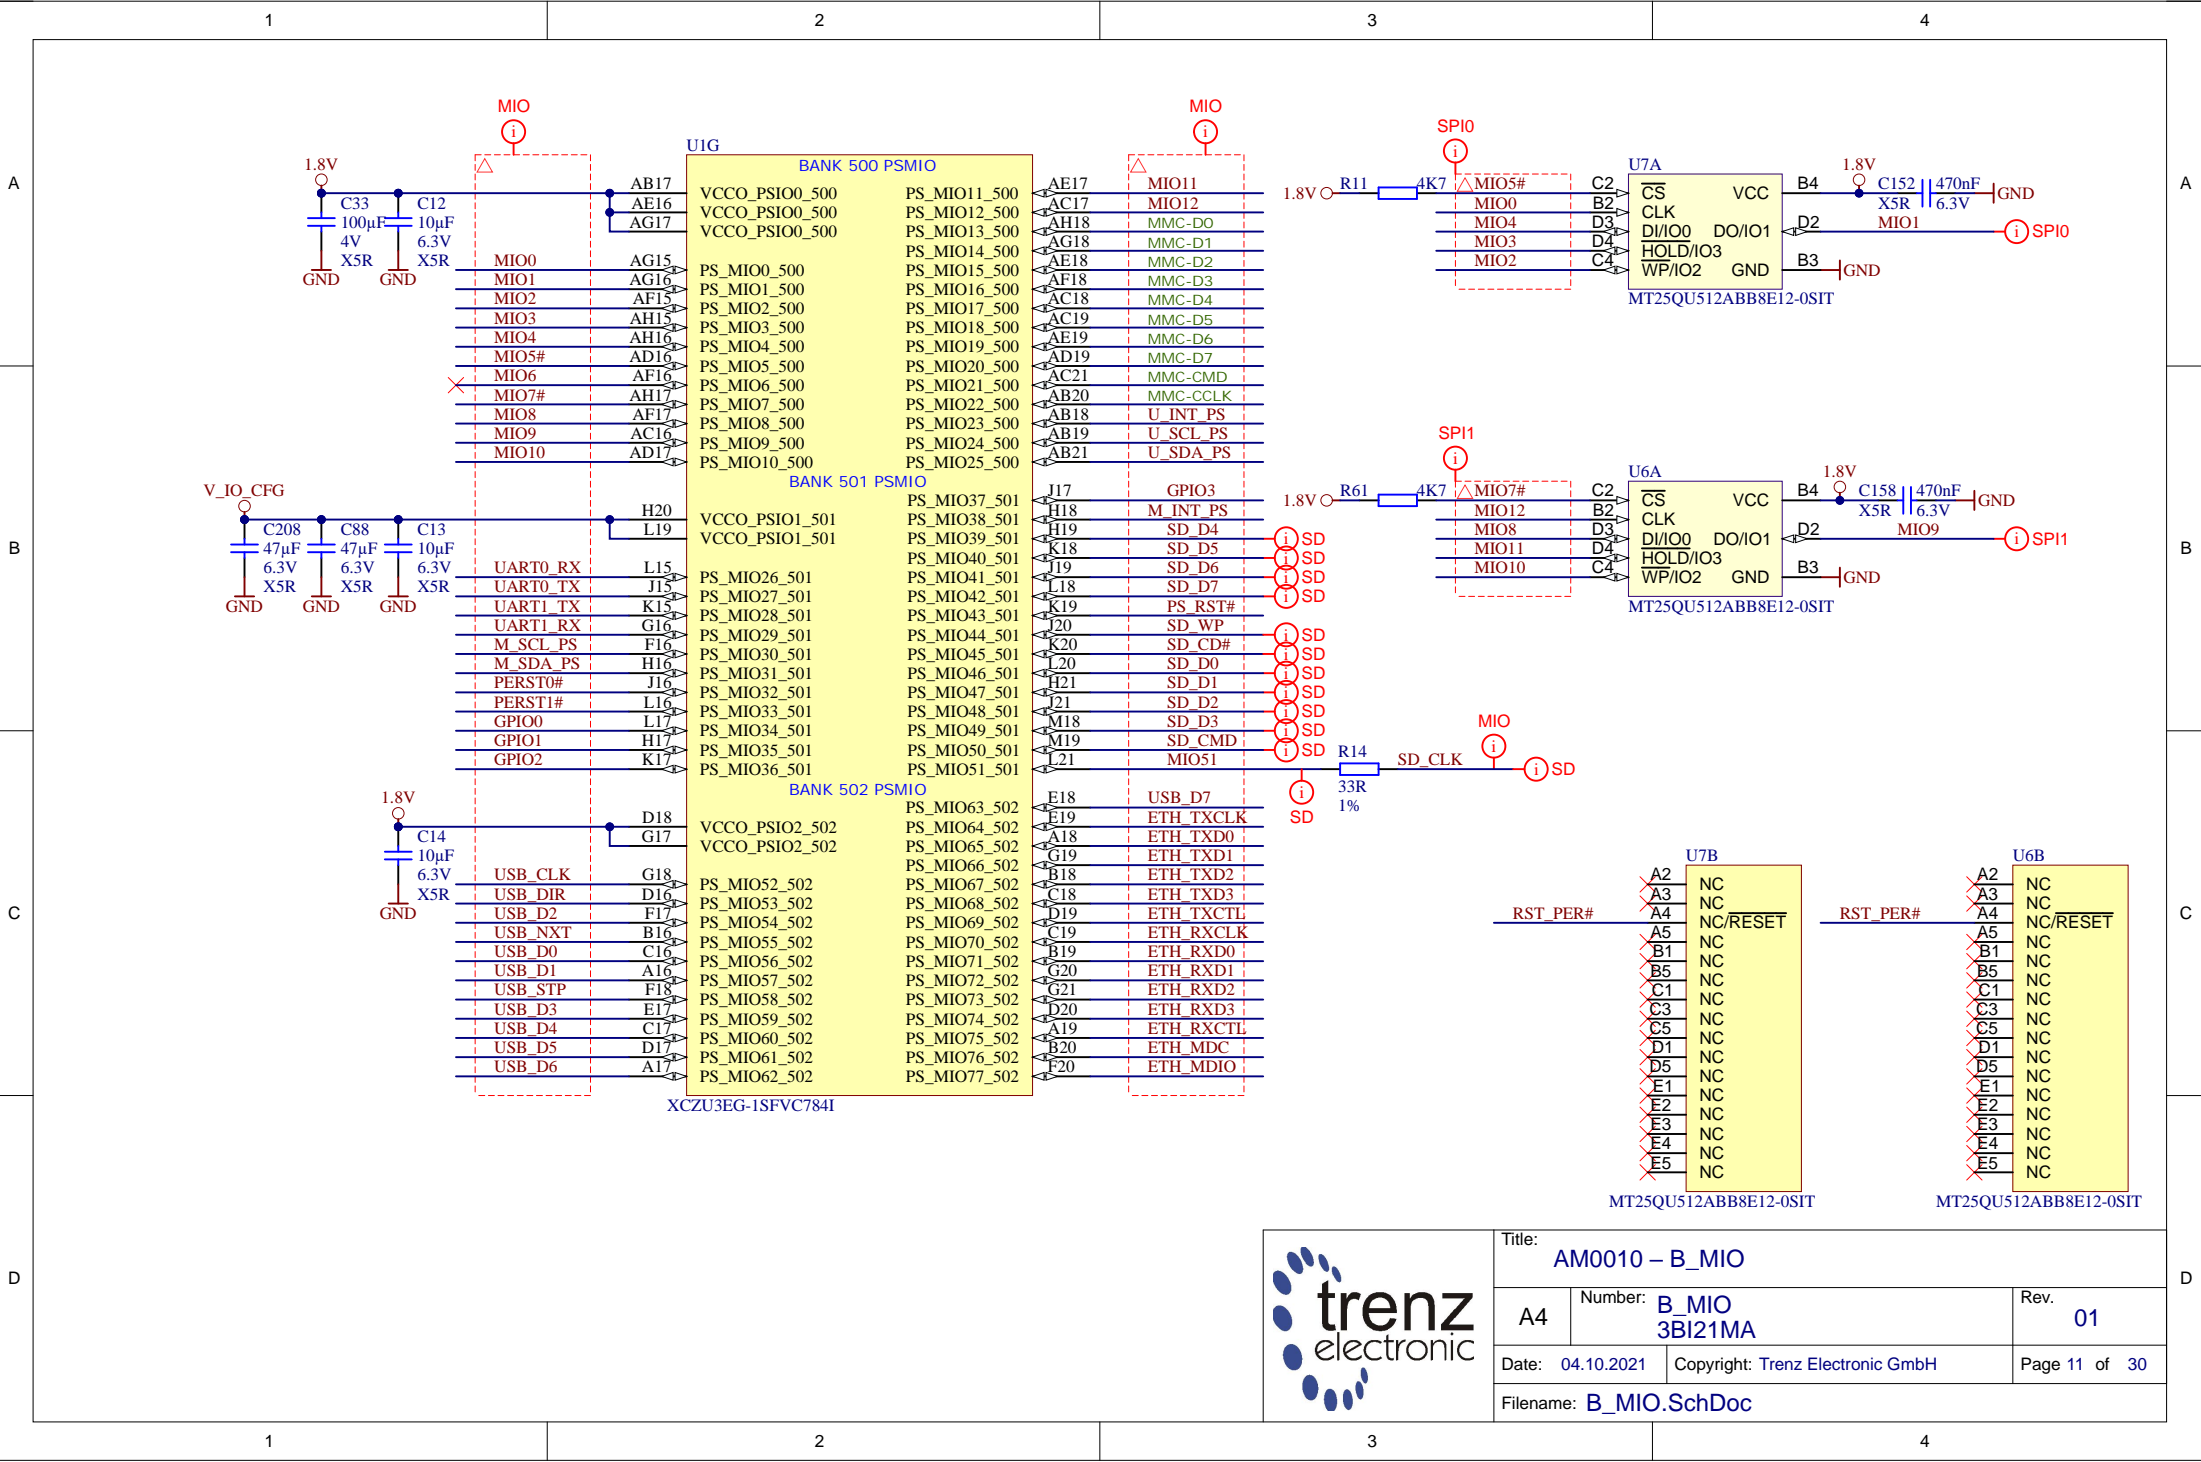 1 2 3 4
A A
B B
C C
D D
1 2 3 4
MIO
MIO
U1G
BANK 500 PSMIO
1.8V
C33
100µF
4V
X5R
GND
C12
10µF
6.3V
X5R
GND
AB17 VCCO_PSIO0_500
AE16 VCCO_PSIO0_500
AG17 VCCO_PSIO0_500
MIO0 AG15 PS_MIO0_500
MIO1 AG16 PS_MIO1_500
MIO2 AF15 PS_MIO2_500
MIO3 AH15 PS_MIO3_500
MIO4 AH16 PS_MIO4_500
MIO5# AD16 PS_MIO5_500
MIO6 AF16 PS_MIO6_500
MIO7# AH17 PS_MIO7_500
MIO8 AF17 PS_MIO8_500
MIO9 AC16 PS_MIO9_500
MIO10 AD17 PS_MIO10_500
PS_MIO11_500 AE17 MIO11
PS_MIO12_500 AC17 MIO12
PS_MIO13_500 AH18 MMC-D0
PS_MIO14_500 AG18 MMC-D1
PS_MIO15_500 AE18 MMC-D2
PS_MIO16_500 AF18 MMC-D3
PS_MIO17_500 AC18 MMC-D4
PS_MIO18_500 AC19 MMC-D5
PS_MIO19_500 AE19 MMC-D6
PS_MIO20_500 AD19 MMC-D7
PS_MIO21_500 AC21 MMC-CMD
PS_MIO22_500 AB20 MMC-CCLK
PS_MIO23_500 AB18 U_INT_PS
PS_MIO24_500 AB19 U_SCL_PS
PS_MIO25_500 AB21 U_SDA_PS
BANK 501 PSMIO
V_IO_CFG
C208
47µF
6.3V
X5R
GND
C88
47µF
6.3V
X5R
GND
C13
10µF
6.3V
X5R
GND
H20 VCCO_PSIO1_501
L19 VCCO_PSIO1_501
UART0_RX L15 PS_MIO26_501
UART0_TX J15 PS_MIO27_501
UART1_TX K15 PS_MIO28_501
UART1_RX G16 PS_MIO29_501
M_SCL_PS F16 PS_MIO30_501
M_SDA_PS H16 PS_MIO31_501
PERST0# J16 PS_MIO32_501
PERST1# L16 PS_MIO33_501
GPIO0 L17 PS_MIO34_501
GPIO1 H17 PS_MIO35_501
GPIO2 K17 PS_MIO36_501
PS_MIO37_501 J17 GPIO3
PS_MIO38_501 H18 M_INT_PS
PS_MIO39_501 H19 SD_D4 SD
PS_MIO40_501 K18 SD_D5 SD
PS_MIO41_501 J19 SD_D6 SD
PS_MIO42_501 L18 SD_D7 SD
PS_MIO43_501 K19 PS_RST#
PS_MIO44_501 J20 SD_WP SD
PS_MIO45_501 K20 SD_CD# SD
PS_MIO46_501 L20 SD_D0 SD
PS_MIO47_501 H21 SD_D1 SD
PS_MIO48_501 J21 SD_D2 SD
PS_MIO49_501 M18 SD_D3 SD
PS_MIO50_501 M19 SD_CMD SD
PS_MIO51_501 L21 MIO51
SD
R14
33R
1%
SD_CLK
MIO
SD
BANK 502 PSMIO
1.8V
C14
10µF
6.3V
X5R
GND
D18 VCCO_PSIO2_502
G17 VCCO_PSIO2_502
USB_CLK G18 PS_MIO52_502
USB_DIR D16 PS_MIO53_502
USB_D2 F17 PS_MIO54_502
USB_NXT B16 PS_MIO55_502
USB_D0 C16 PS_MIO56_502
USB_D1 A16 PS_MIO57_502
USB_STP F18 PS_MIO58_502
USB_D3 E17 PS_MIO59_502
USB_D4 C17 PS_MIO60_502
USB_D5 D17 PS_MIO61_502
USB_D6 A17 PS_MIO62_502
PS_MIO63_502 E18 USB_D7
PS_MIO64_502 E19 ETH_TXCLK
PS_MIO65_502 A18 ETH_TXD0
PS_MIO66_502 G19 ETH_TXD1
PS_MIO67_502 B18 ETH_TXD2
PS_MIO68_502 C18 ETH_TXD3
PS_MIO69_502 D19 ETH_TXCTL
PS_MIO70_502 C19 ETH_RXCLK
PS_MIO71_502 B19 ETH_RXD0
PS_MIO72_502 G20 ETH_RXD1
PS_MIO73_502 G21 ETH_RXD2
PS_MIO74_502 D20 ETH_RXD3
PS_MIO75_502 A19 ETH_RXCTL
PS_MIO76_502 B20 ETH_MDC
PS_MIO77_502 F20 ETH_MDIO
XCZU3EG-1SFVC784I
SPI0
U7A
1.8V R11 4K7 MIO5# C2 CS
MIO0 B2 CLK
MIO4 D3 DI/IO0
MIO3 D4 HOLD/IO3
MIO2 C4 WP/IO2
VCC B4 1.8V C152 470nF X5R 6.3V GND
DO/IO1 D2 MIO1 SPI0
GND B3 GND
MT25QU512ABB8E12-0SIT
SPI1
U6A
1.8V R61 4K7 MIO7# C2 CS
MIO12 B2 CLK
MIO8 D3 DI/IO0
MIO11 D4 HOLD/IO3
MIO10 C4 WP/IO2
VCC B4 1.8V C158 470nF X5R 6.3V GND
DO/IO1 D2 MIO9 SPI1
GND B3 GND
MT25QU512ABB8E12-0SIT
U7B
A2 NC
A3 NC
RST_PER# A4 NC/RESET
A5 NC
B1 NC
B5 NC
C1 NC
C3 NC
C5 NC
D1 NC
D5 NC
E1 NC
E2 NC
E3 NC
E4 NC
E5 NC
MT25QU512ABB8E12-0SIT
U6B
A2 NC
A3 NC
RST_PER# A4 NC/RESET
A5 NC
B1 NC
B5 NC
C1 NC
C3 NC
C5 NC
D1 NC
D5 NC
E1 NC
E2 NC
E3 NC
E4 NC
E5 NC
MT25QU512ABB8E12-0SIT
trenz
electronic
Title:
AM0010 – B_MIO
A4
Number: B_MIO
3BI21MA
Rev.
01
Date: 04.10.2021
Copyright: Trenz Electronic GmbH
Page 11 of 30
Filename: B_MIO.SchDoc